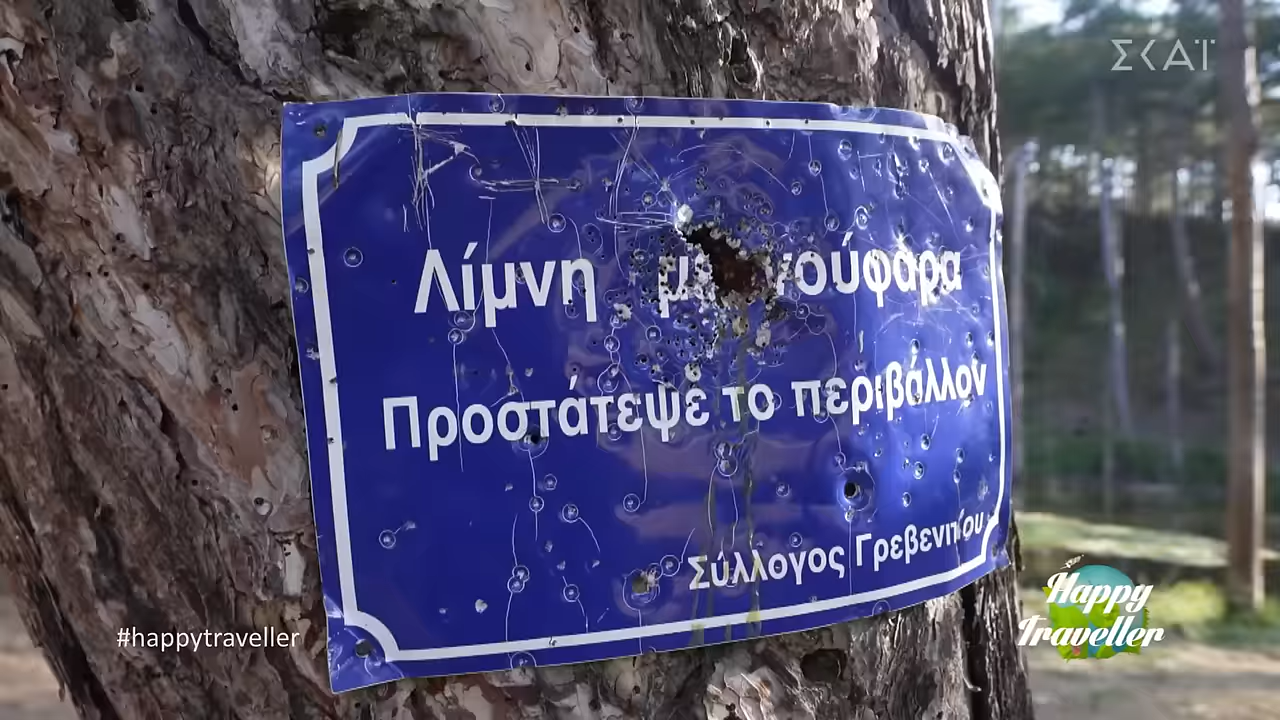 ΣΚΑΪ
Λίμνη
Προστάτεψε το περιβάλλον
Σύλλογος Γρεβενιτίου
#happytraveller
Happy
Traveller